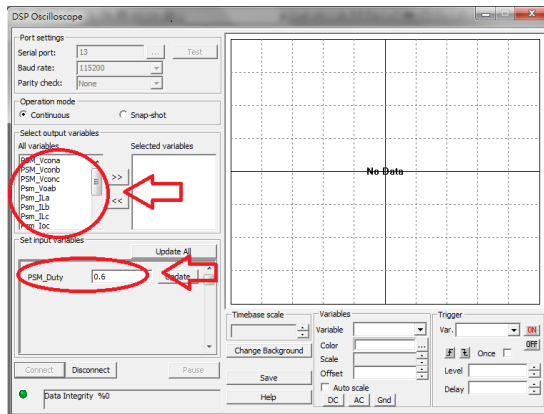 DSP Oscilloscope
Port settings
Serial port: 13 ... Test
Baud rate: 115200
Parity check: None
Operation mode
Continuous Snap-shot
Select output variables
All variables Selected variables
PSM_Vcona
PSM_Vconb
PSM_Vconc
Psm_Voab
Psm_ILa
Psm_ILb
Psm_ILc
Psm_Ioc
>>
<<
Set input variables
Update All
PSM_Duty 0.6 Update
Connect Disconnect Pause
Data Integrity %0
No Data
Timebase scale
Change Background
Save
Help
Variables
Variable
Color ...
Scale
Offset
Auto scale
DC AC Gnd
Trigger
Var. ON
OFF
Once
Level
Delay